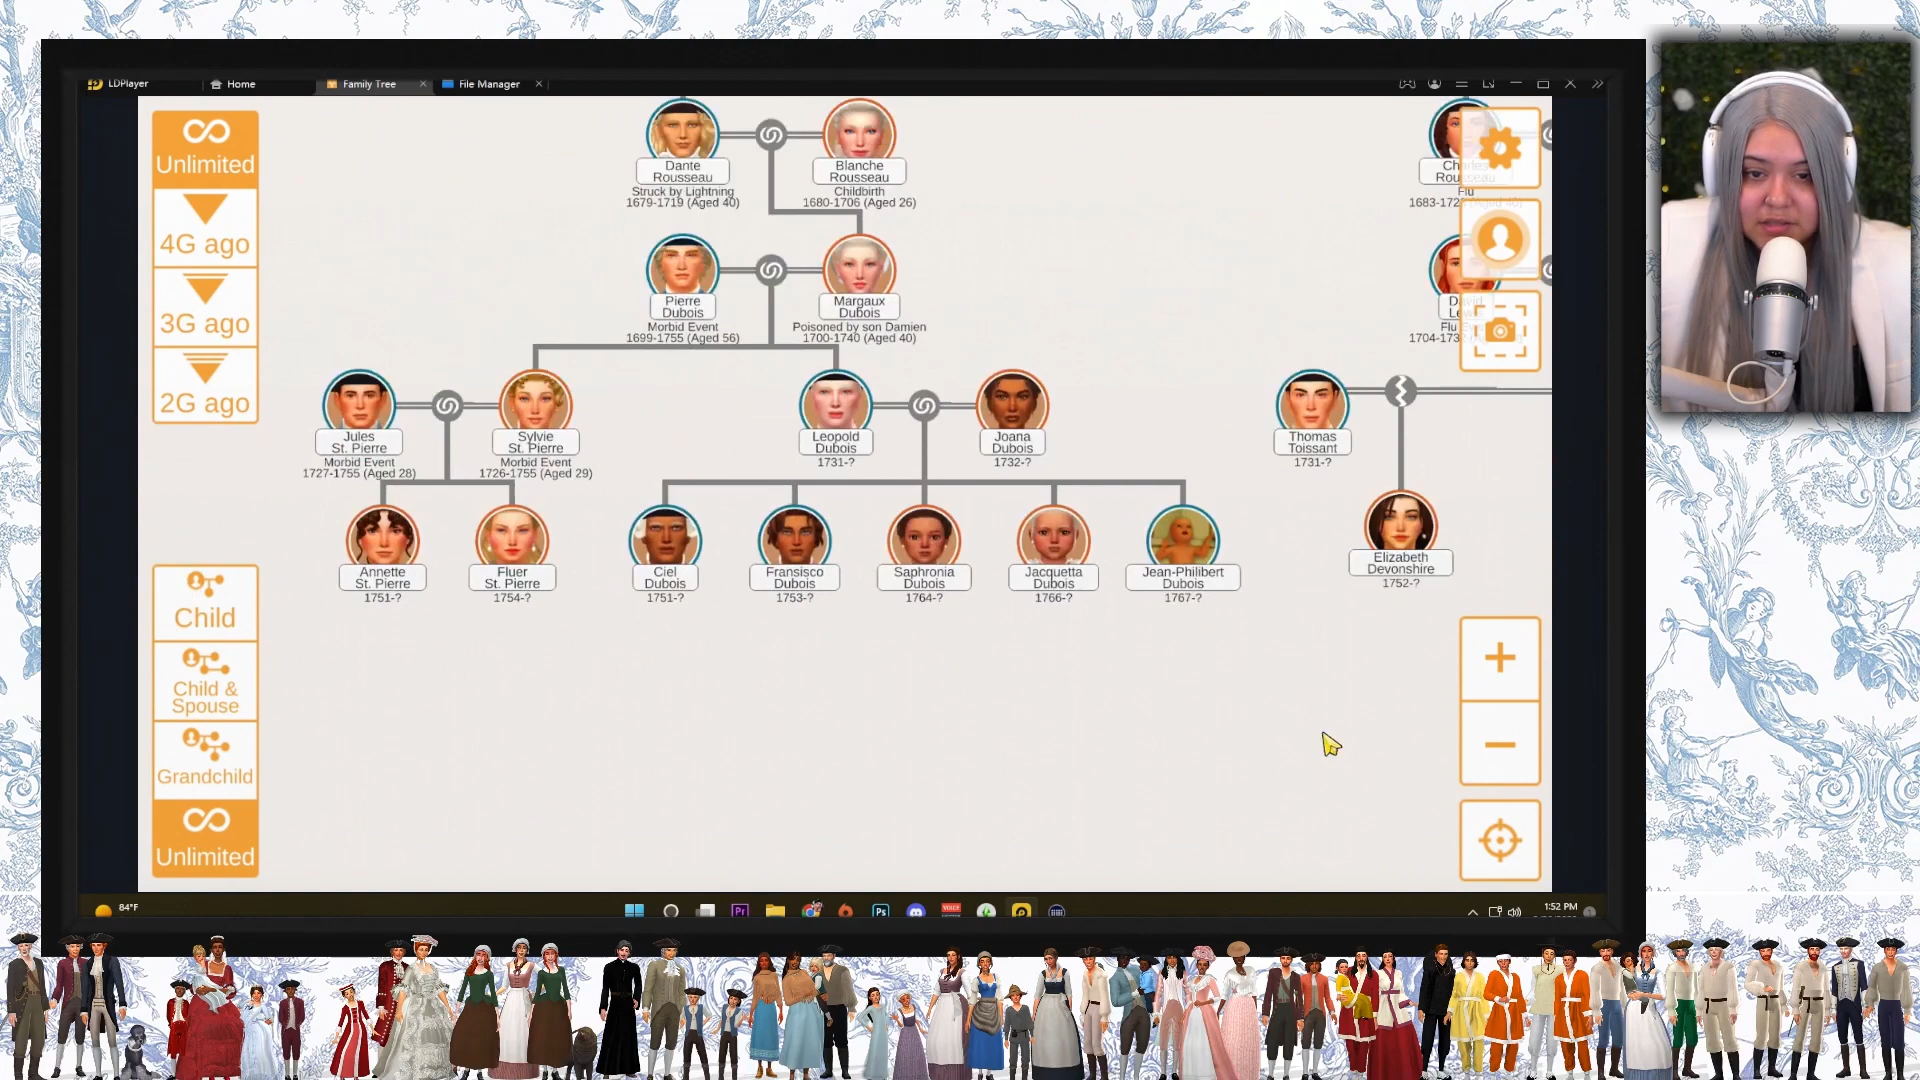 LDPlayer
Home
Family Tree
File Manager
Unlimited
4G ago
3G ago
2G ago
Child
Child &
Spouse
Grandchild
Unlimited
Dante
Rousseau
Struck by Lightning
1679-1719 (Aged 40)
Blanche
Rousseau
Childbirth
1680-1706 (Aged 26)
Flu
Pierre
Dubois
Morbid Event
1699-1755 (Aged 56)
Margaux
Dubois
Poisoned by son Damien
1700-1740 (Aged 40)
Jules
St. Pierre
Morbid Event
1727-1755 (Aged 28)
Sylvie
St. Pierre
Morbid Event
1726-1755 (Aged 29)
Leopold
Dubois
1731-?
Joana
Dubois
1732-?
Thomas
Toissant
1731-?
Annette
St. Pierre
1751-?
Fluer
St. Pierre
1754-?
Ciel
Dubois
1751-?
Fransisco
Dubois
1753-?
Saphronia
Dubois
1764-?
Jacquetta
Dubois
1766-?
Jean-Philibert
Dubois
1767-?
Elizabeth
Devonshire
1752-?
84°F
Pr
Ps
1:52 PM